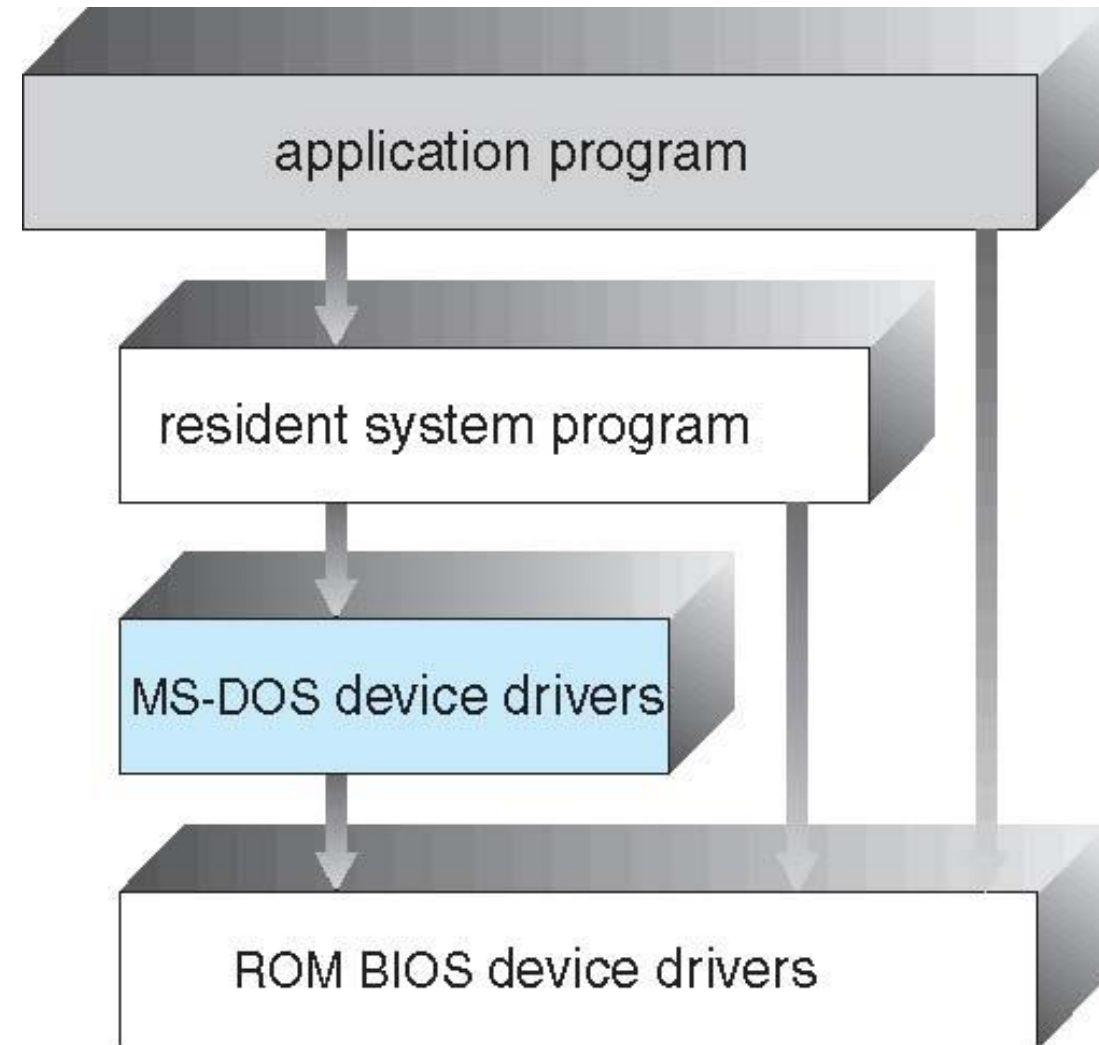 application program
resident system program
MS-DOS device drivers
ROM BIOS device drivers